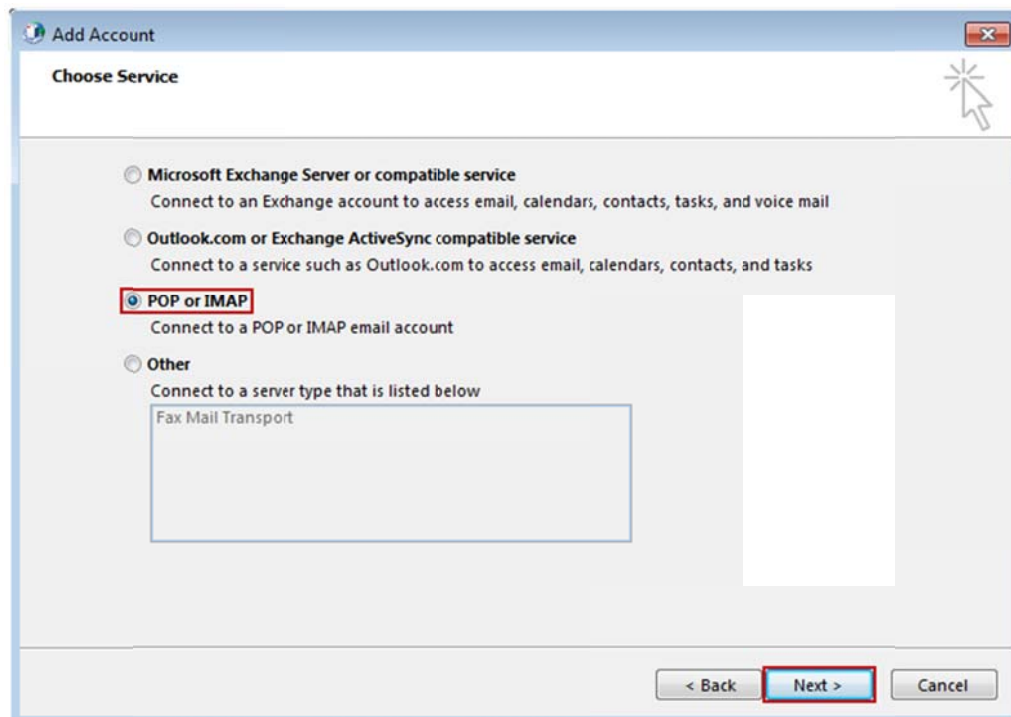 Add Account
Choose Service
Microsoft Exchange Server or compatible service
Connect to an Exchange account to access email, calendars, contacts, tasks, and voice mail
Outlook.com or Exchange ActiveSync compatible service
Connect to a service such as Outlook.com to access email, calendars, contacts, and tasks
POP or IMAP
Connect to a POP or IMAP email account
Other
Connect to a server type that is listed below
Fax Mail Transport
< Back Next > Cancel